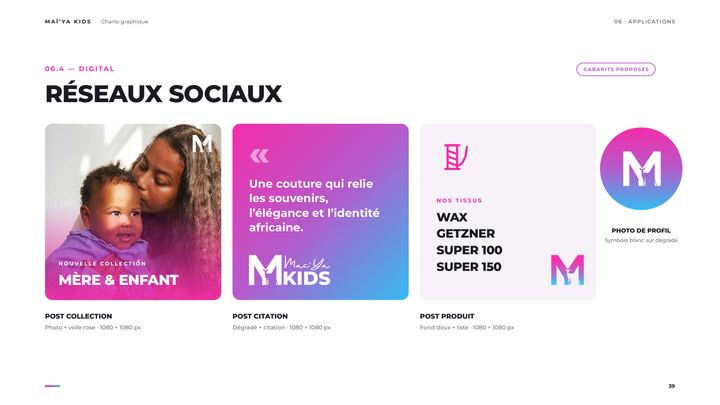 MAÏ'YA KIDS Charte graphique
06 · APPLICATIONS
06.4 — DIGITAL
GABARITS PROPOSÉS
RÉSEAUX SOCIAUX
M
NOUVELLE COLLECTION
MÈRE & ENFANT
«
Une couture qui relie
les souvenirs,
l'élégance et l'identité
africaine.
M Maï'Ya
KIDS
NOS TISSUS
WAX
GETZNER
SUPER 100
SUPER 150
M
M
PHOTO DE PROFIL
Symbole blanc sur dégradé
POST COLLECTION
Photo + voile rose · 1080 × 1080 px
POST CITATION
Dégradé + citation · 1080 × 1080 px
POST PRODUIT
Fond doux + liste · 1080 × 1080 px
39